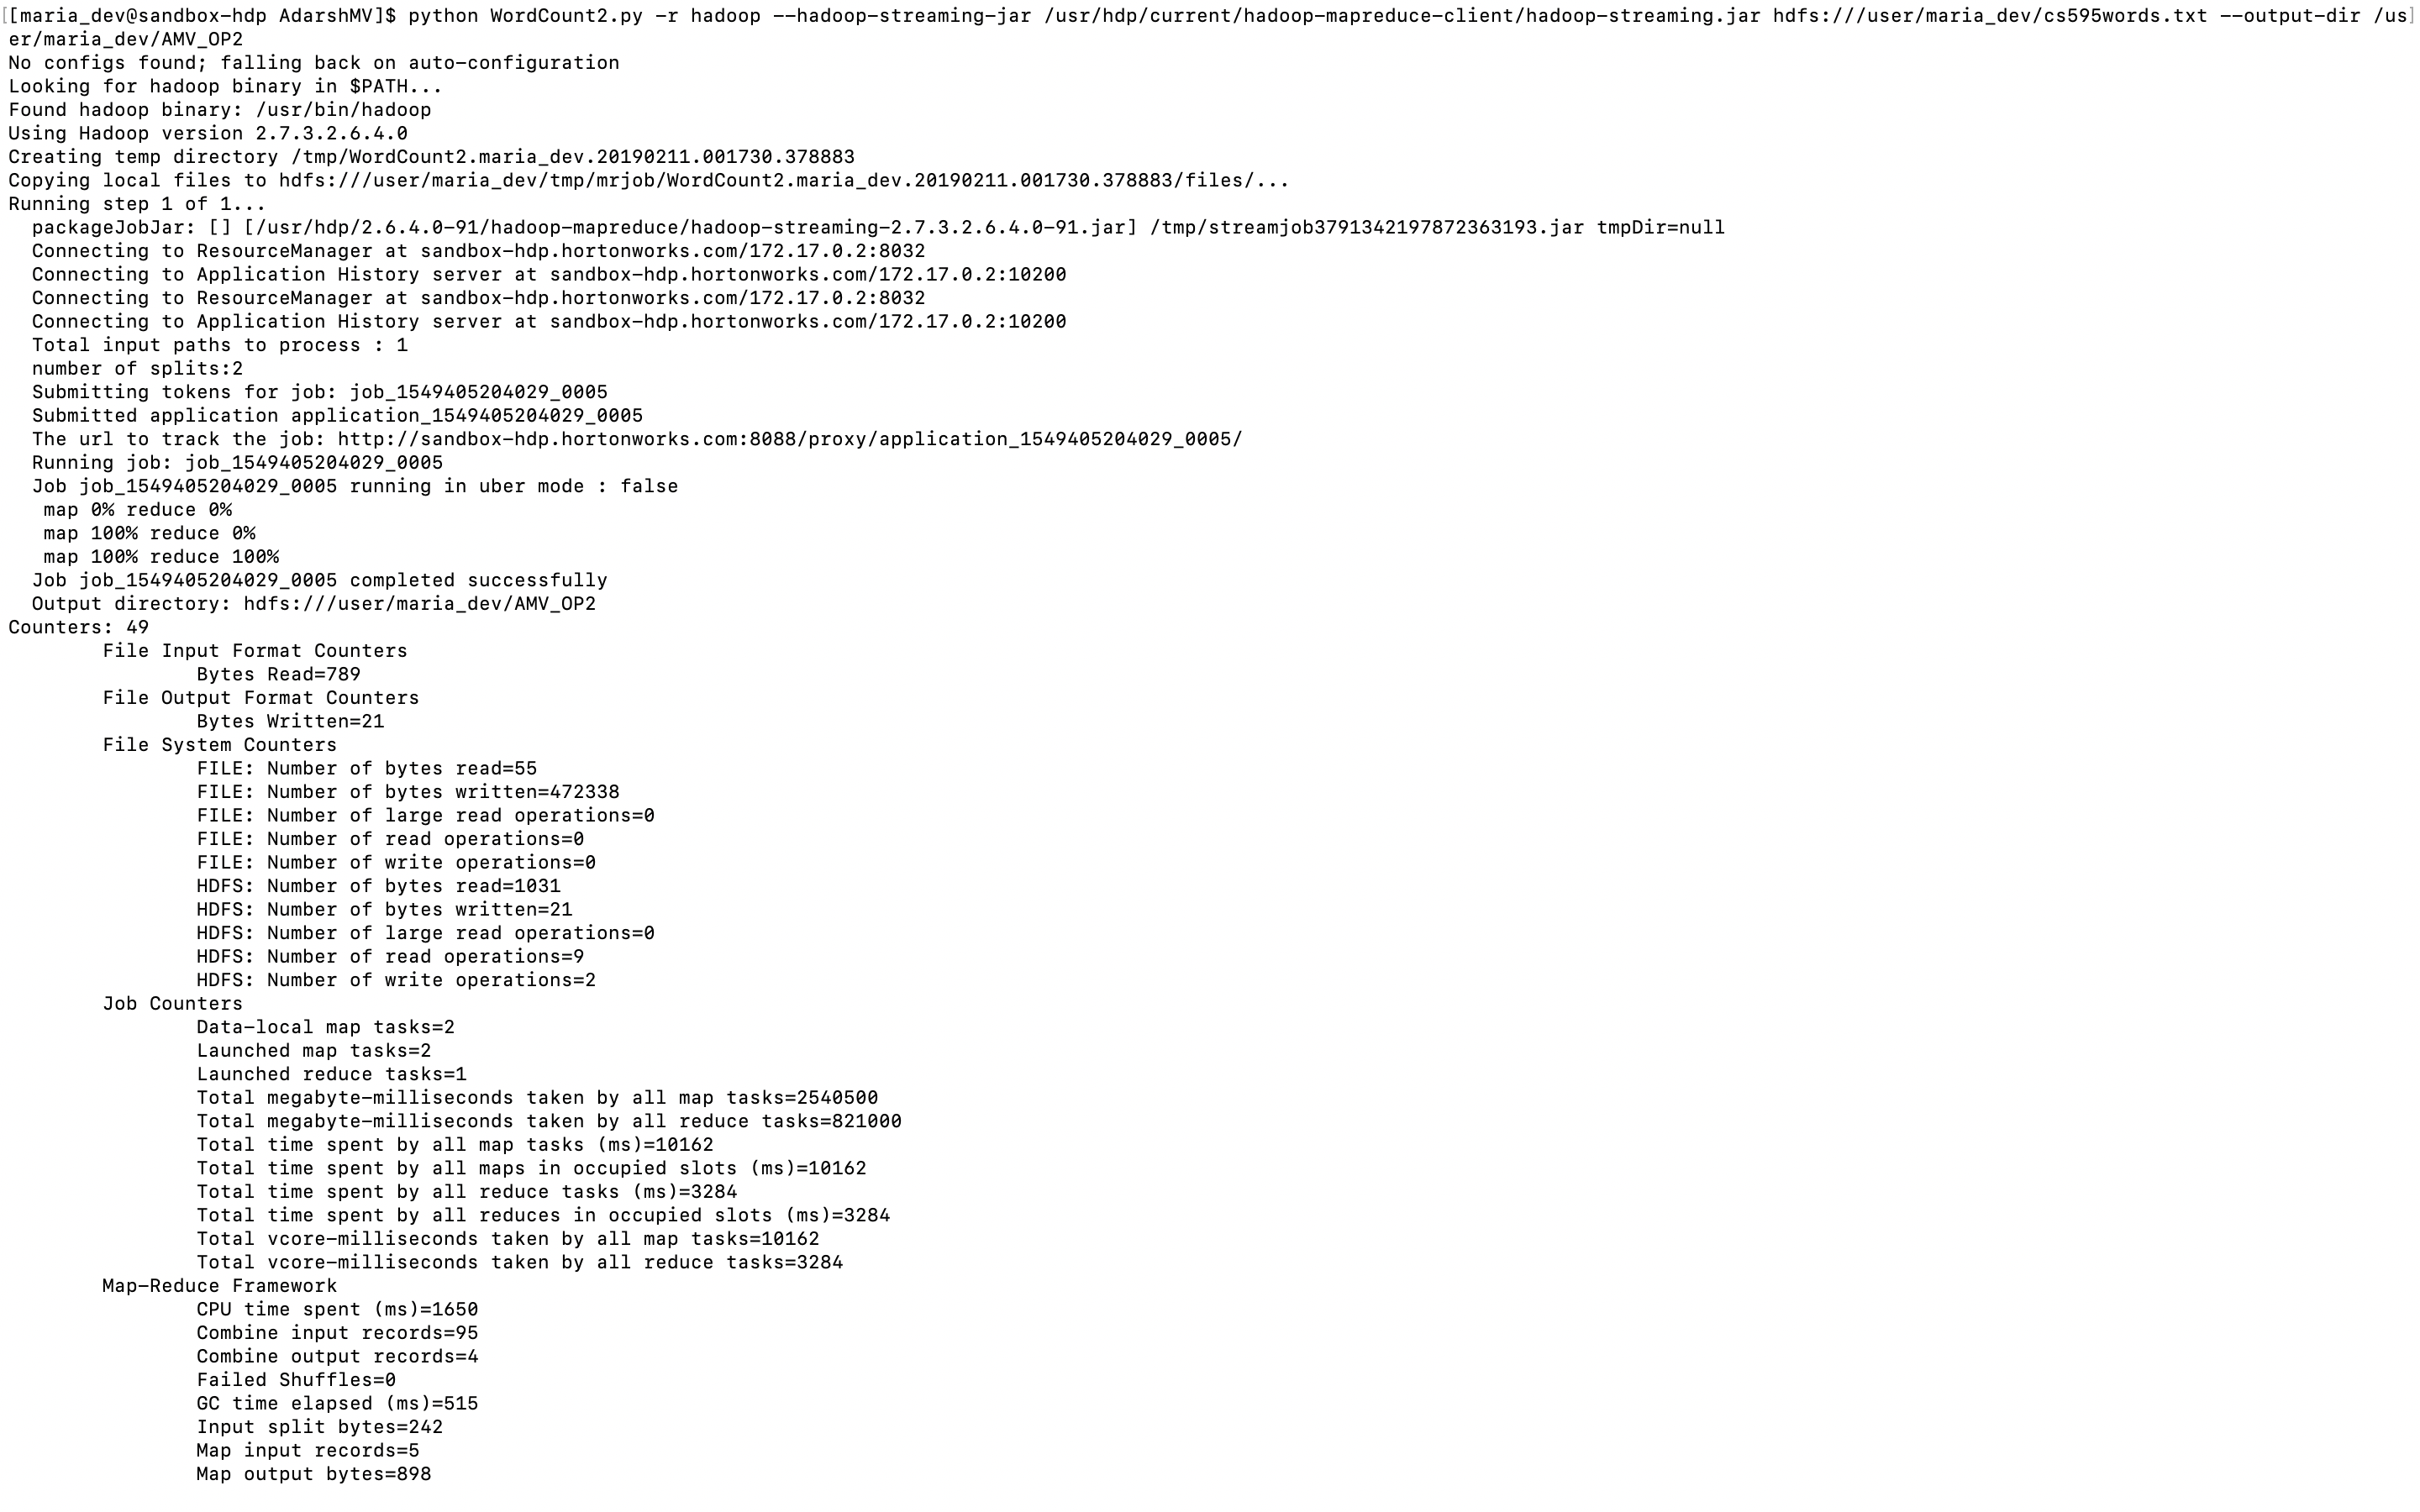 [[maria_dev@sandbox-hdp AdarshMV]$ python WordCount2.py -r hadoop --hadoop-streaming-jar /usr/hdp/current/hadoop-mapreduce-client/hadoop-streaming.jar hdfs:///user/maria_dev/cs595words.txt --output-dir /us]
er/maria_dev/AMV_OP2
No configs found; falling back on auto-configuration
Looking for hadoop binary in $PATH...
Found hadoop binary: /usr/bin/hadoop
Using Hadoop version 2.7.3.2.6.4.0
Creating temp directory /tmp/WordCount2.maria_dev.20190211.001730.378883
Copying local files to hdfs:///user/maria_dev/tmp/mrjob/WordCount2.maria_dev.20190211.001730.378883/files/...
Running step 1 of 1...
  packageJobJar: [] [/usr/hdp/2.6.4.0-91/hadoop-mapreduce/hadoop-streaming-2.7.3.2.6.4.0-91.jar] /tmp/streamjob3791342197872363193.jar tmpDir=null
  Connecting to ResourceManager at sandbox-hdp.hortonworks.com/172.17.0.2:8032
  Connecting to Application History server at sandbox-hdp.hortonworks.com/172.17.0.2:10200
  Connecting to ResourceManager at sandbox-hdp.hortonworks.com/172.17.0.2:8032
  Connecting to Application History server at sandbox-hdp.hortonworks.com/172.17.0.2:10200
  Total input paths to process : 1
  number of splits:2
  Submitting tokens for job: job_1549405204029_0005
  Submitted application application_1549405204029_0005
  The url to track the job: http://sandbox-hdp.hortonworks.com:8088/proxy/application_1549405204029_0005/
  Running job: job_1549405204029_0005
  Job job_1549405204029_0005 running in uber mode : false
   map 0% reduce 0%
   map 100% reduce 0%
   map 100% reduce 100%
  Job job_1549405204029_0005 completed successfully
  Output directory: hdfs:///user/maria_dev/AMV_OP2
Counters: 49
        File Input Format Counters
                Bytes Read=789
        File Output Format Counters
                Bytes Written=21
        File System Counters
                FILE: Number of bytes read=55
                FILE: Number of bytes written=472338
                FILE: Number of large read operations=0
                FILE: Number of read operations=0
                FILE: Number of write operations=0
                HDFS: Number of bytes read=1031
                HDFS: Number of bytes written=21
                HDFS: Number of large read operations=0
                HDFS: Number of read operations=9
                HDFS: Number of write operations=2
        Job Counters
                Data-local map tasks=2
                Launched map tasks=2
                Launched reduce tasks=1
                Total megabyte-milliseconds taken by all map tasks=2540500
                Total megabyte-milliseconds taken by all reduce tasks=821000
                Total time spent by all map tasks (ms)=10162
                Total time spent by all maps in occupied slots (ms)=10162
                Total time spent by all reduce tasks (ms)=3284
                Total time spent by all reduces in occupied slots (ms)=3284
                Total vcore-milliseconds taken by all map tasks=10162
                Total vcore-milliseconds taken by all reduce tasks=3284
        Map-Reduce Framework
                CPU time spent (ms)=1650
                Combine input records=95
                Combine output records=4
                Failed Shuffles=0
                GC time elapsed (ms)=515
                Input split bytes=242
                Map input records=5
                Map output bytes=898